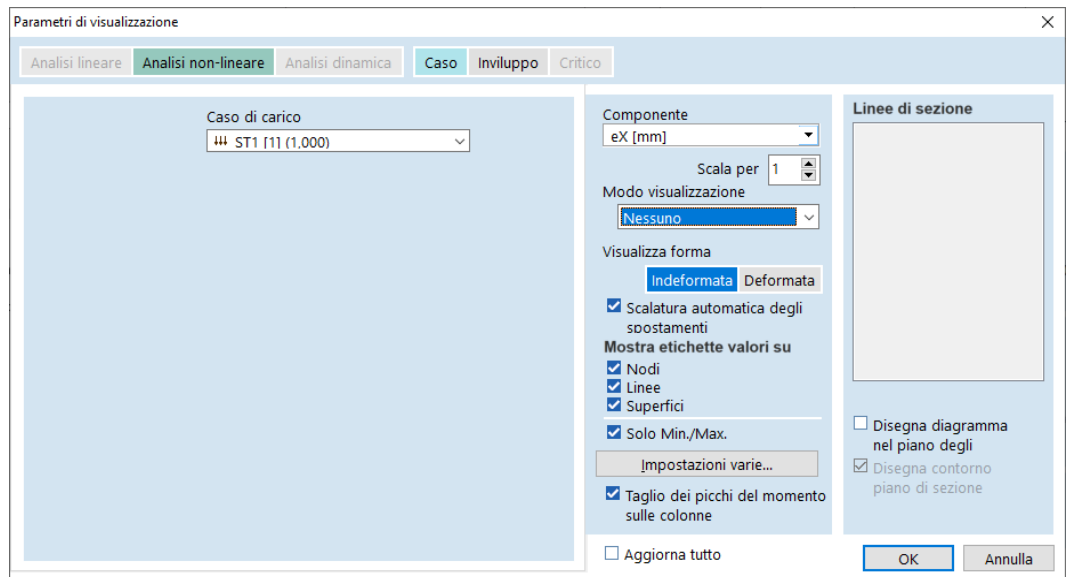 Parametri di visualizzazione
Analisi lineare Analisi non-lineare Analisi dinamica Caso Inviluppo Critico
Caso di carico
ST1 [1] (1,000)
Componente
eX [mm]
Scala per 1
Modo visualizzazione
Nessuno
Visualizza forma
Indeformata Deformata
Scalatura automatica degli
spostamenti
Mostra etichette valori su
Nodi
Linee
Superfici
Solo Min./Max.
Impostazioni varie...
Taglio dei picchi del momento
sulle colonne
Aggiorna tutto
Linee di sezione
Disegna diagramma
nel piano degli
Disegna contorno
piano di sezione
OK Annulla